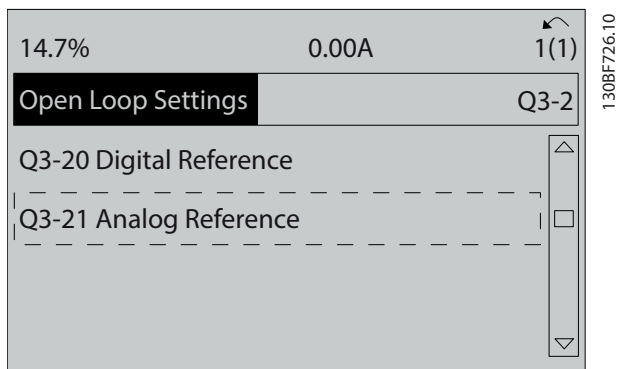 14.7% 0.00A 1(1)
Open Loop Settings Q3-2
Q3-20 Digital Reference
Q3-21 Analog Reference
130BF726.10